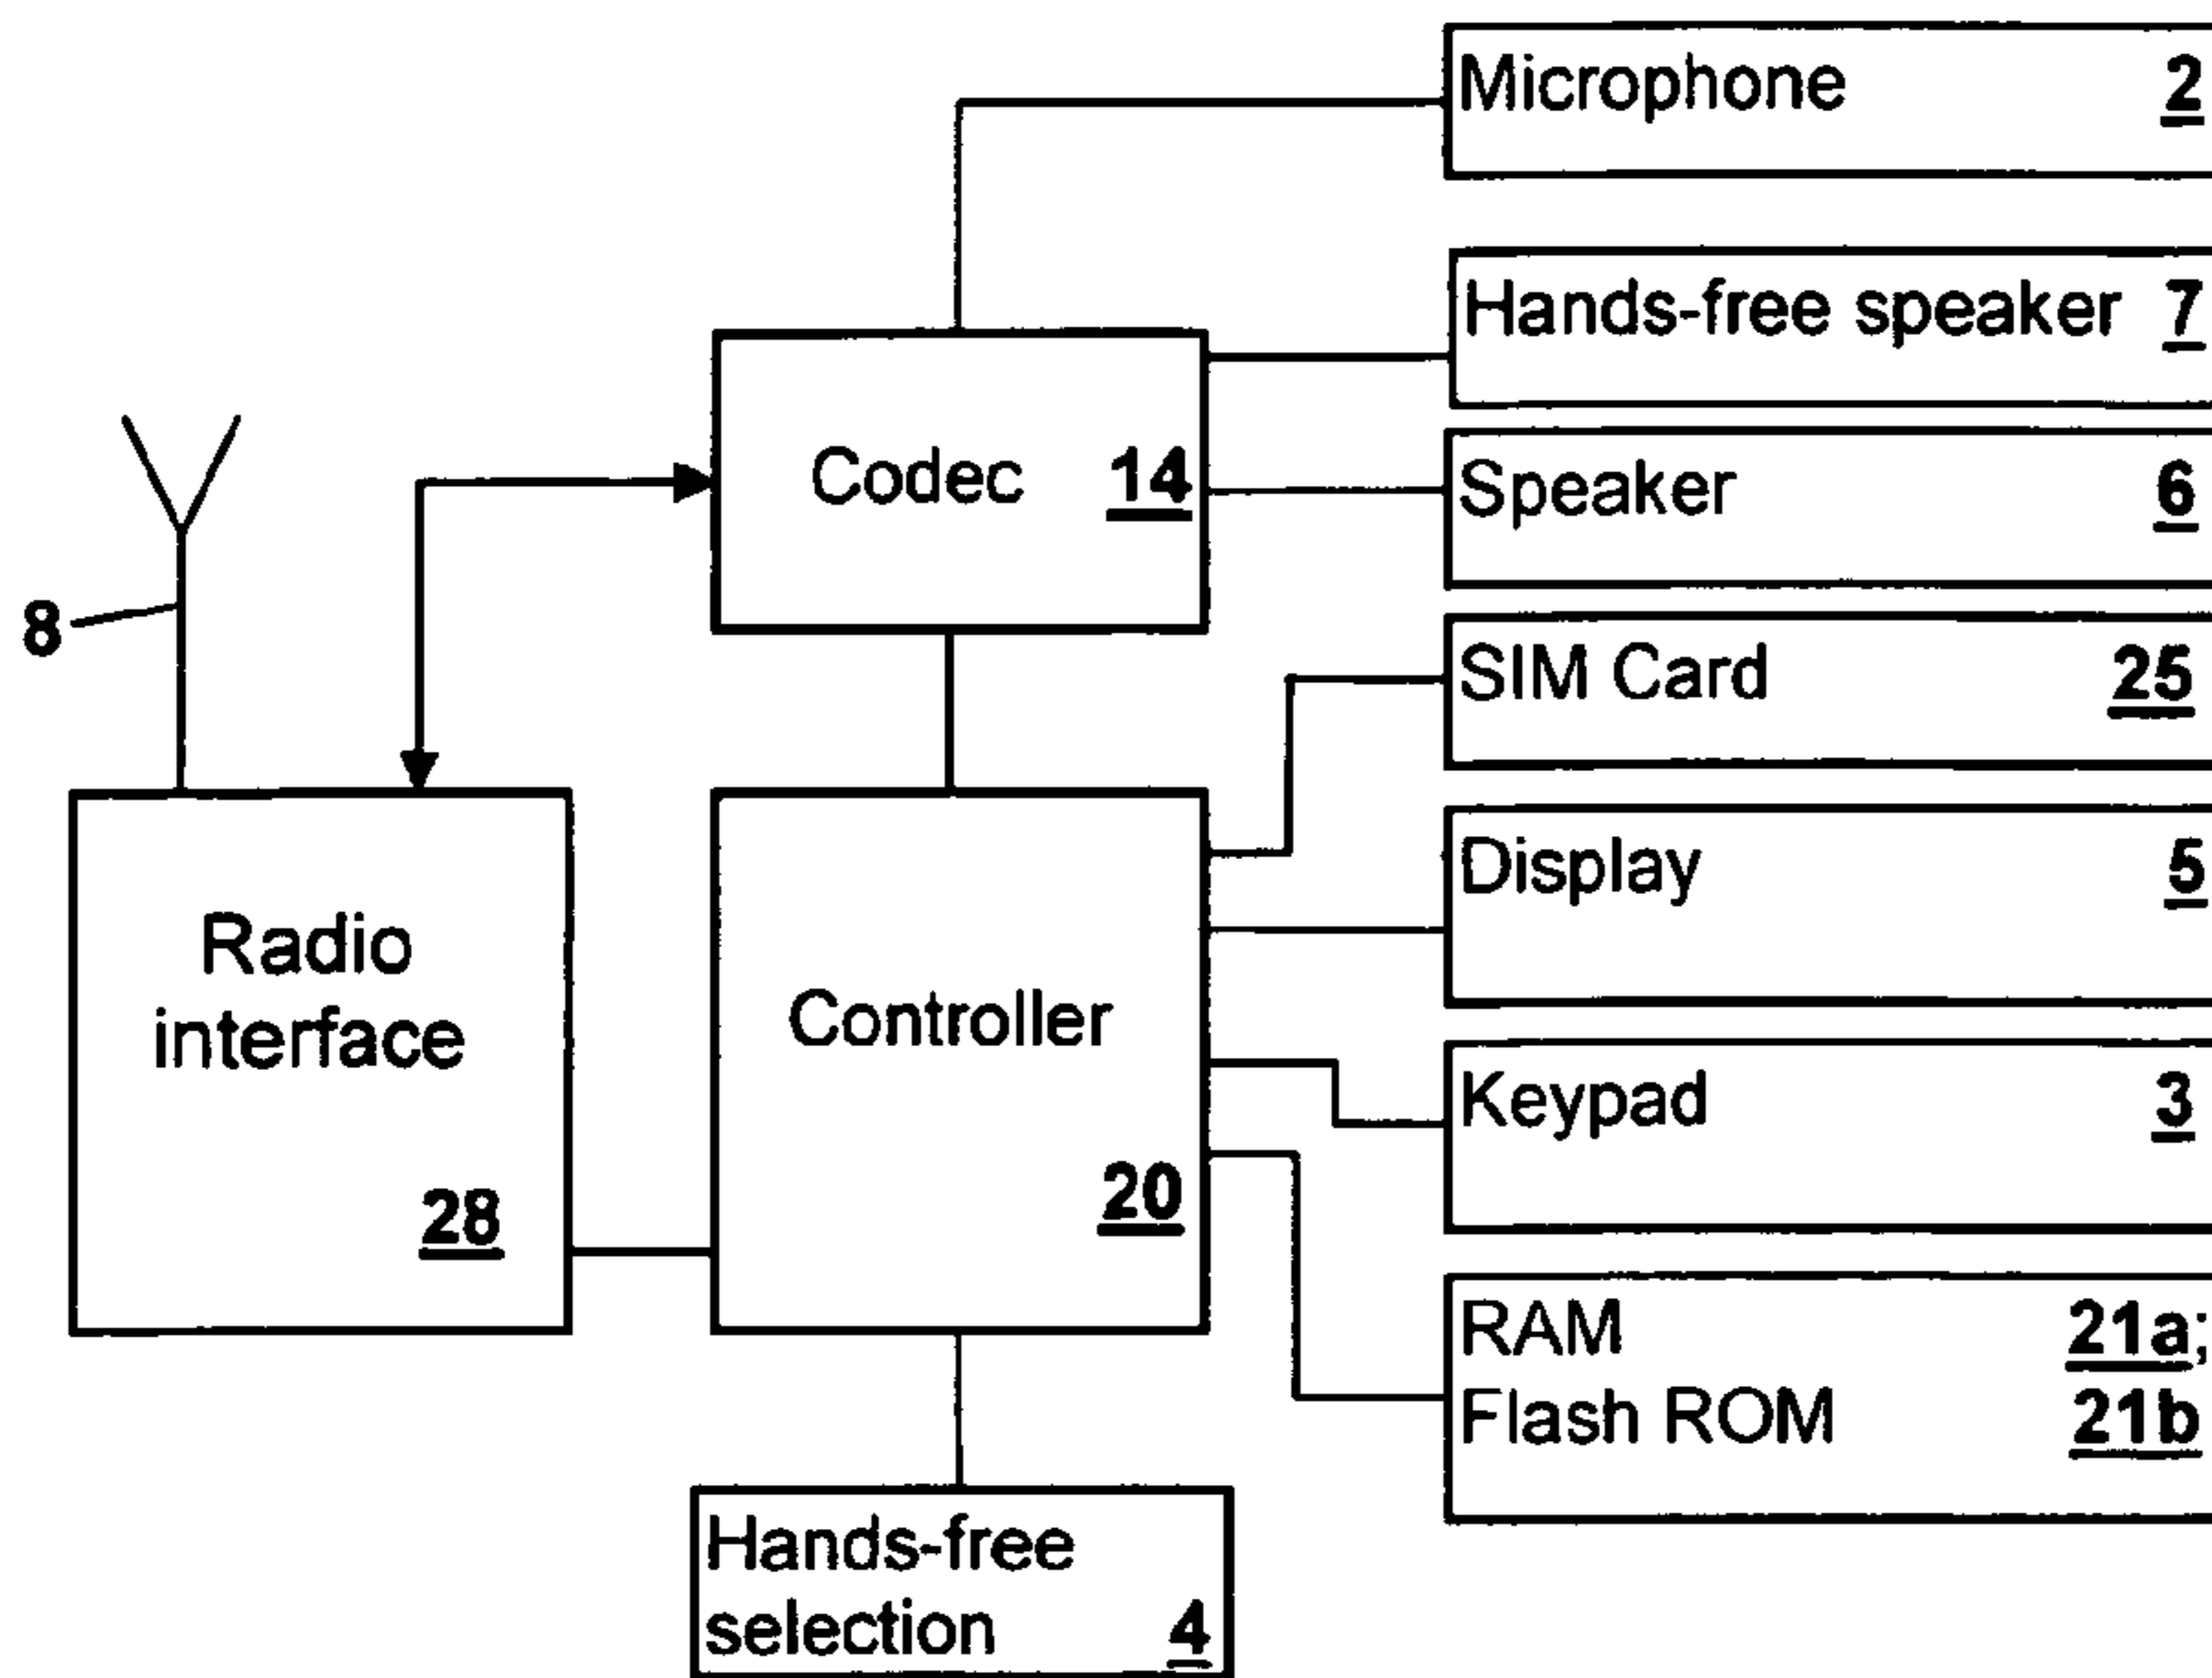 Microphone 2
Hands-free speaker 7
Codec 14
Speaker 6
8
SIM Card 25
Display 5
Radio
interface
28
Controller
20
Keypad 3
RAM 21a;
Flash ROM 21b
Hands-free
selection 4